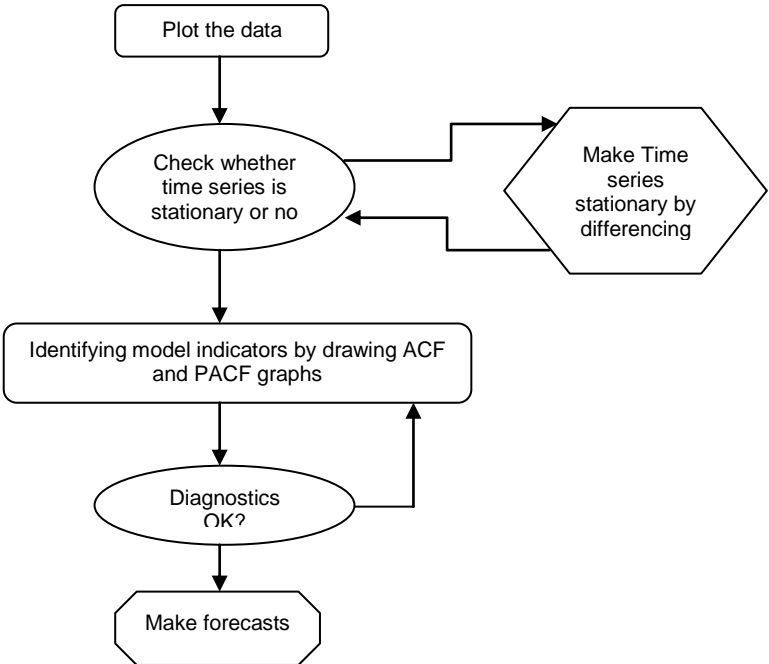 Plot the data
Check whether
time series is
stationary or no
Make Time
series
stationary by
differencing
Identifying model indicators by drawing ACF
and PACF graphs
Diagnostics
OK?
Make forecasts